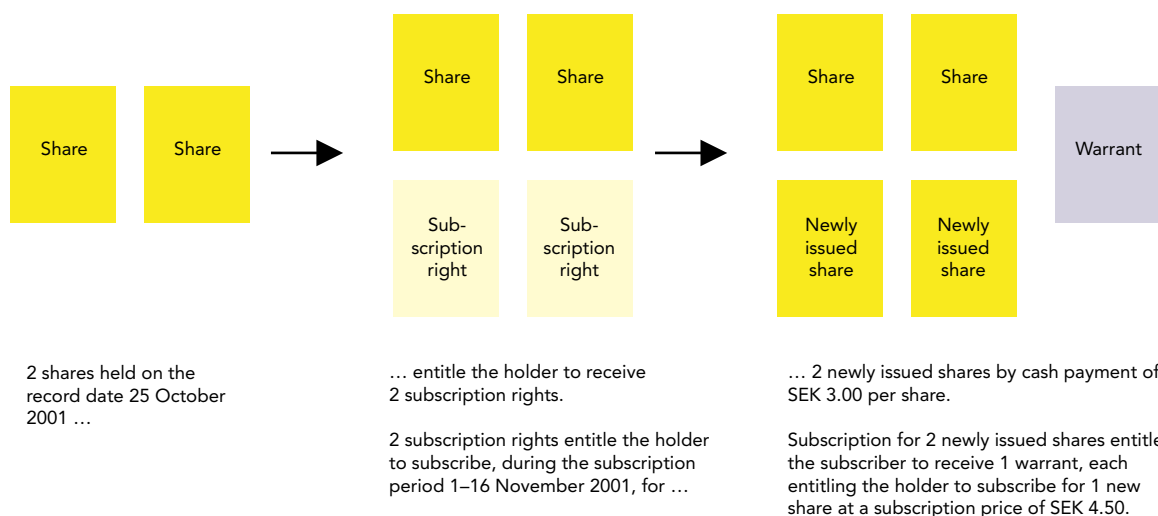 Share
Share
Share
Share
Sub-
scription
right
Sub-
scription
right
Share
Share
Newly
issued
share
Newly
issued
share
Warrant
2 shares held on the
record date 25 October
2001 …
… entitle the holder to receive
2 subscription rights.
2 subscription rights entitle the holder
to subscribe, during the subscription
period 1–16 November 2001, for …
… 2 newly issued shares by cash payment of
SEK 3.00 per share.
Subscription for 2 newly issued shares entitle
the subscriber to receive 1 warrant, each
entitling the holder to subscribe for 1 new
share at a subscription price of SEK 4.50.